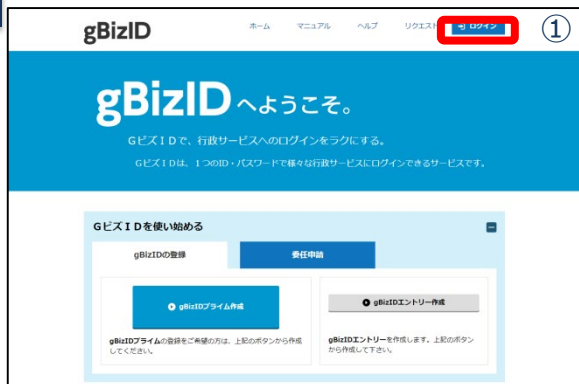 gBizID
ホーム マニュアル ヘルプ リクエスト ログイン
①
gBizIDへようこそ。
GビズIDで、行政サービスへのログインをラクにする。
GビズIDは、1つのID・パスワードで様々な行政サービスにログインできるサービスです。
GビズIDを使い始める
gBizIDの登録 委任申請
gBizIDプライム作成
gBizIDエントリー作成
gBizIDプライムの登録をご希望の方は、上記のボタンから作成
してください。
gBizIDエントリーを作成します。上記のボタン
から作成して下さい。